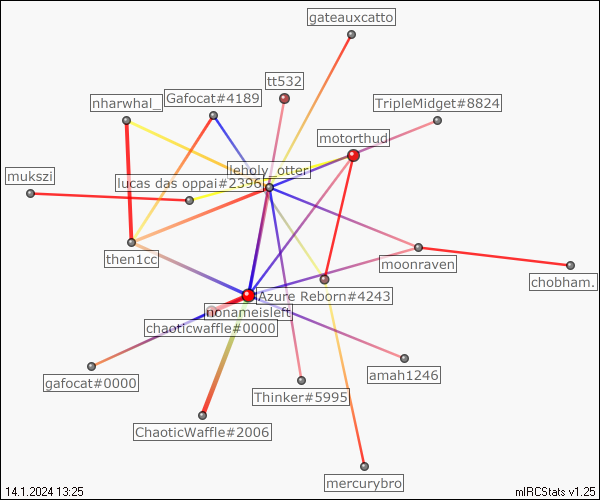 gateauxcatto
tt532
Gafocat#4189
nharwhal_
TripleMidget#8824
motorthud
leholy_otter
mukszi
lucas das oppai#2396
then1cc
moonraven
chobham.
Azure Reborn#4243
nonameisleft
chaoticwaffle#0000
amah1246
gafocat#0000
Thinker#5995
ChaoticWaffle#2006
mercurybro
14.1.2024 13:25
mIRCStats v1.25